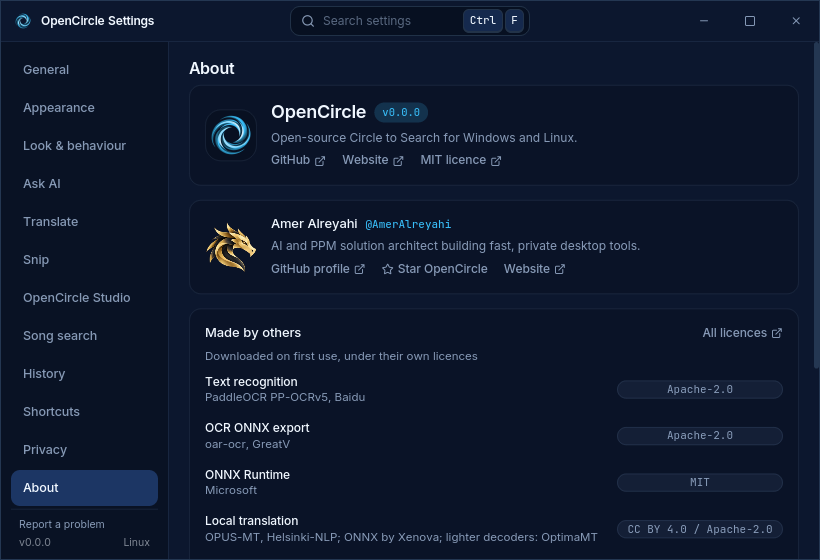 OpenCircle Settings
Search settings
Ctrl F
General
Appearance
Look & behaviour
Ask AI
Translate
Snip
OpenCircle Studio
Song search
History
Shortcuts
Privacy
About
Report a problem
v0.0.0 Linux
About
OpenCircle v0.0.0
Open-source Circle to Search for Windows and Linux.
GitHub Website MIT licence
Amer Alreyahi @AmerAlreyahi
AI and PPM solution architect building fast, private desktop tools.
GitHub profile Star OpenCircle Website
Made by others All licences
Downloaded on first use, under their own licences
Text recognition
PaddleOCR PP-OCRv5, Baidu
Apache-2.0
OCR ONNX export
oar-ocr, GreatV
Apache-2.0
ONNX Runtime
Microsoft
MIT
Local translation
OPUS-MT, Helsinki-NLP; ONNX by Xenova; lighter decoders: OptimaMT
CC BY 4.0 / Apache-2.0